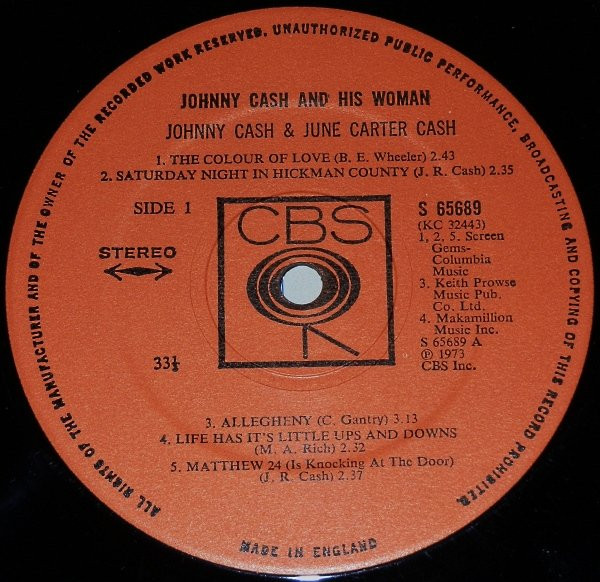 ALL RIGHTS OF THE MANUFACTURER AND OF THE OWNER OF THE RECORDED WORK RESERVED, UNAUTHORIZED PUBLIC PERFORMANCE, BROADCASTING AND COPYING OF THIS RECORD PROHIBITED
JOHNNY CASH AND HIS WOMAN
JOHNNY CASH & JUNE CARTER CASH
1. THE COLOUR OF LOVE (B. E. Wheeler) 2.43
2. SATURDAY NIGHT IN HICKMAN COUNTY (J. R. Cash) 2.35
SIDE 1
STEREO
33⅓
CBS
S 65689
(KC 32443)
1, 2, 5. Screen
Gems-
Columbia
Music
3. Keith Prowse
Music Pub.
Co. Ltd.
4. Makamillion
Music Inc.
S 65689 A
℗ 1973
CBS Inc.
3. ALLEGHENY (C. Gantry) 3.13
4. LIFE HAS IT'S LITTLE UPS AND DOWNS
(M. A. Rich) 2.32
5. MATTHEW 24 (Is Knocking At The Door)
(J. R. Cash) 2.37
MADE IN ENGLAND